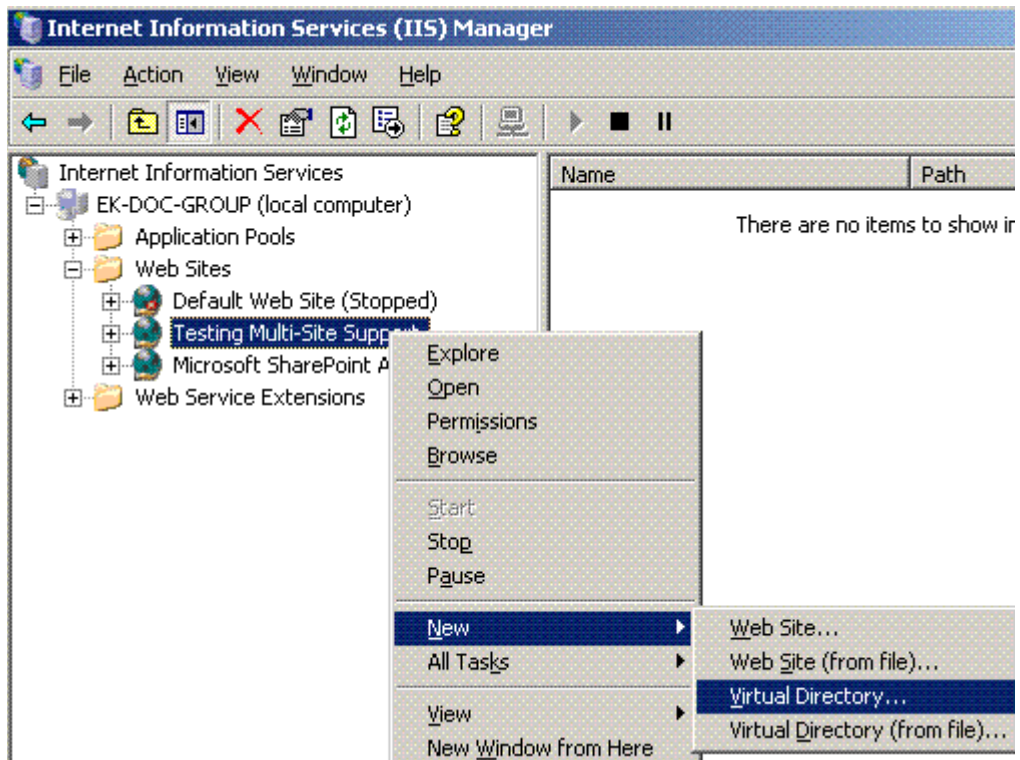 Internet Information Services (IIS) Manager
File Action View Window Help
Name Path
Internet Information Services
EK-DOC-GROUP (local computer)
There are no items to show in
Application Pools
Web Sites
Default Web Site (Stopped)
Testing Multi-Site Support
Microsoft SharePoint A
Web Service Extensions
Explore
Open
Permissions
Browse
Start
Stop
Pause
New
All Tasks
View
New Window from Here
Web Site...
Web Site (from file)...
Virtual Directory...
Virtual Directory (from file)...